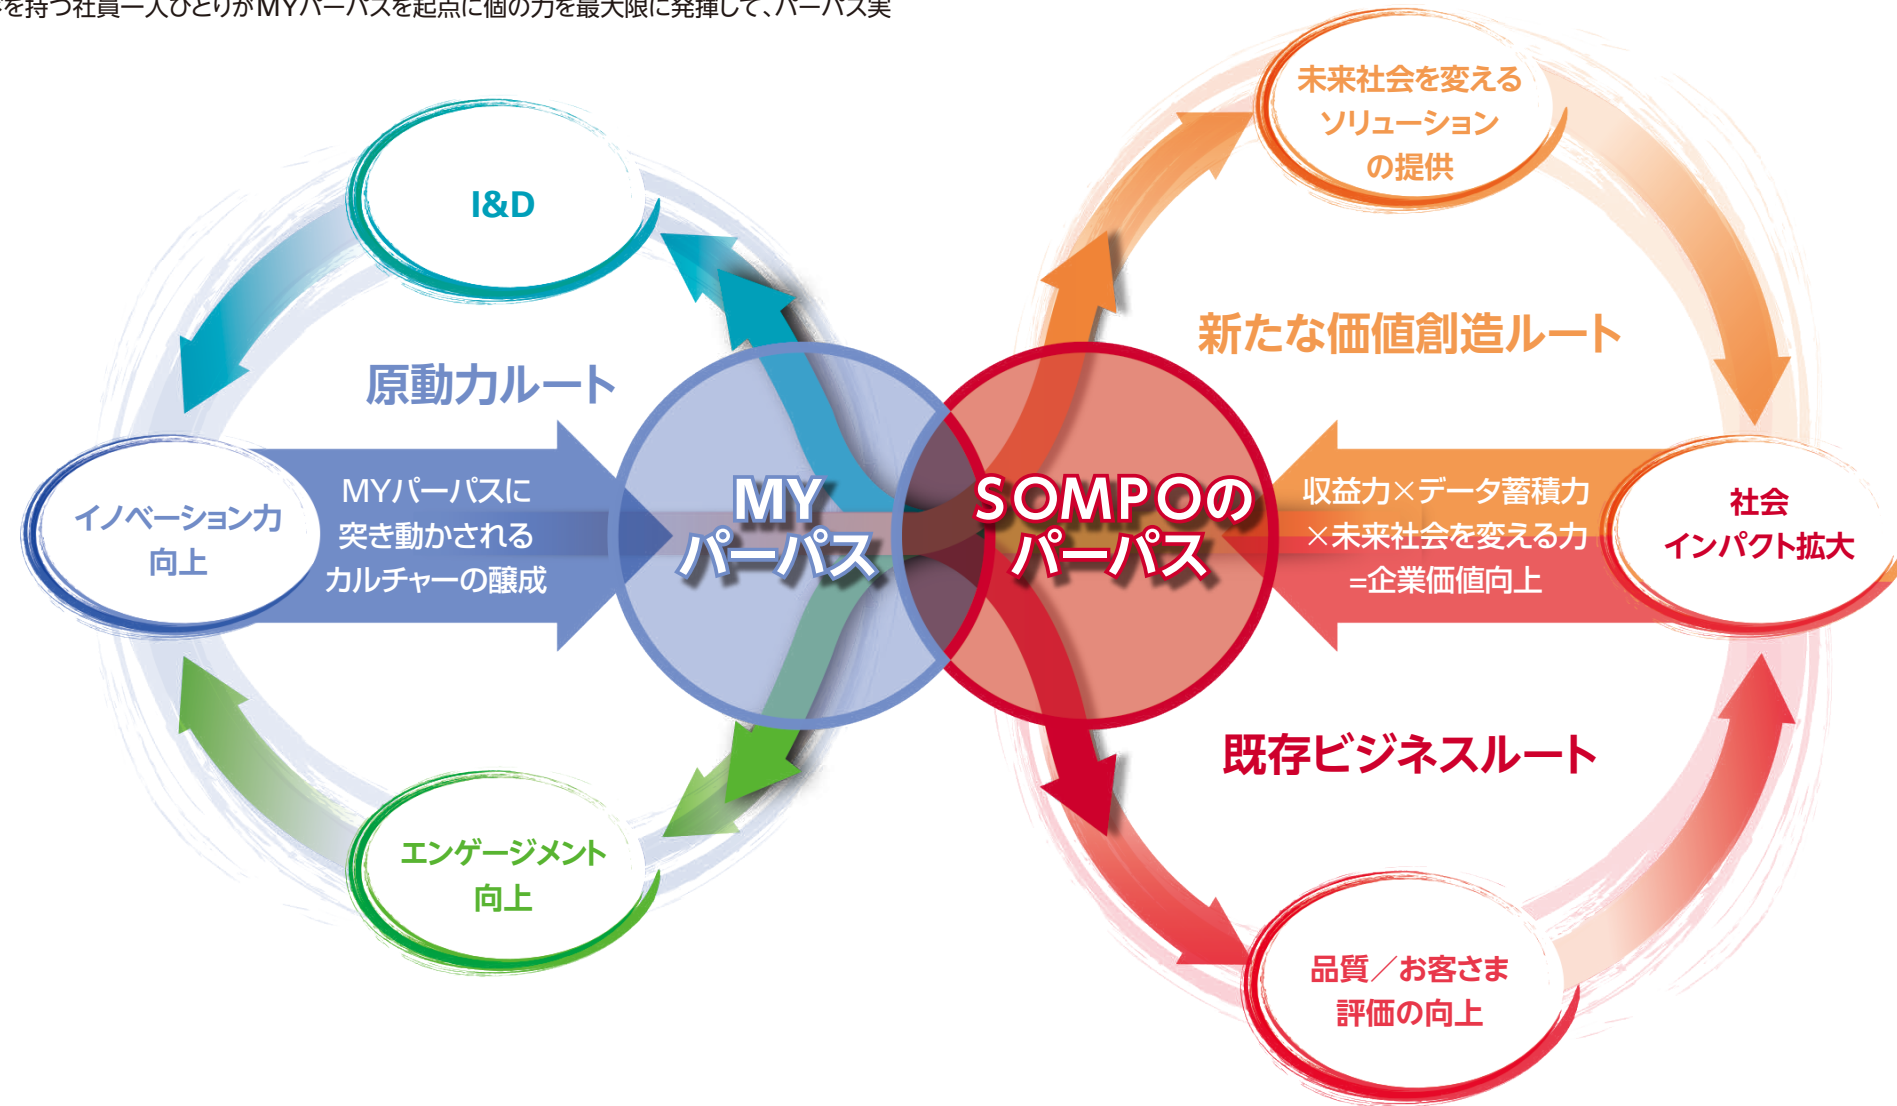 を持つ社員一人ひとりがMYパーパスを起点に個の力を最大限に発揮して、パーパス実
I&D
原動力ルート
イノベーション力
向上
MYパーパスに
突き動かされる
カルチャーの醸成
エンゲージメント
向上
MY
パーパス
SOMPOの
パーパス
未来社会を変える
ソリューション
の提供
新たな価値創造ルート
収益力×データ蓄積力
×未来社会を変える力
=企業価値向上
社会
インパクト拡大
既存ビジネスルート
品質／お客さま
評価の向上